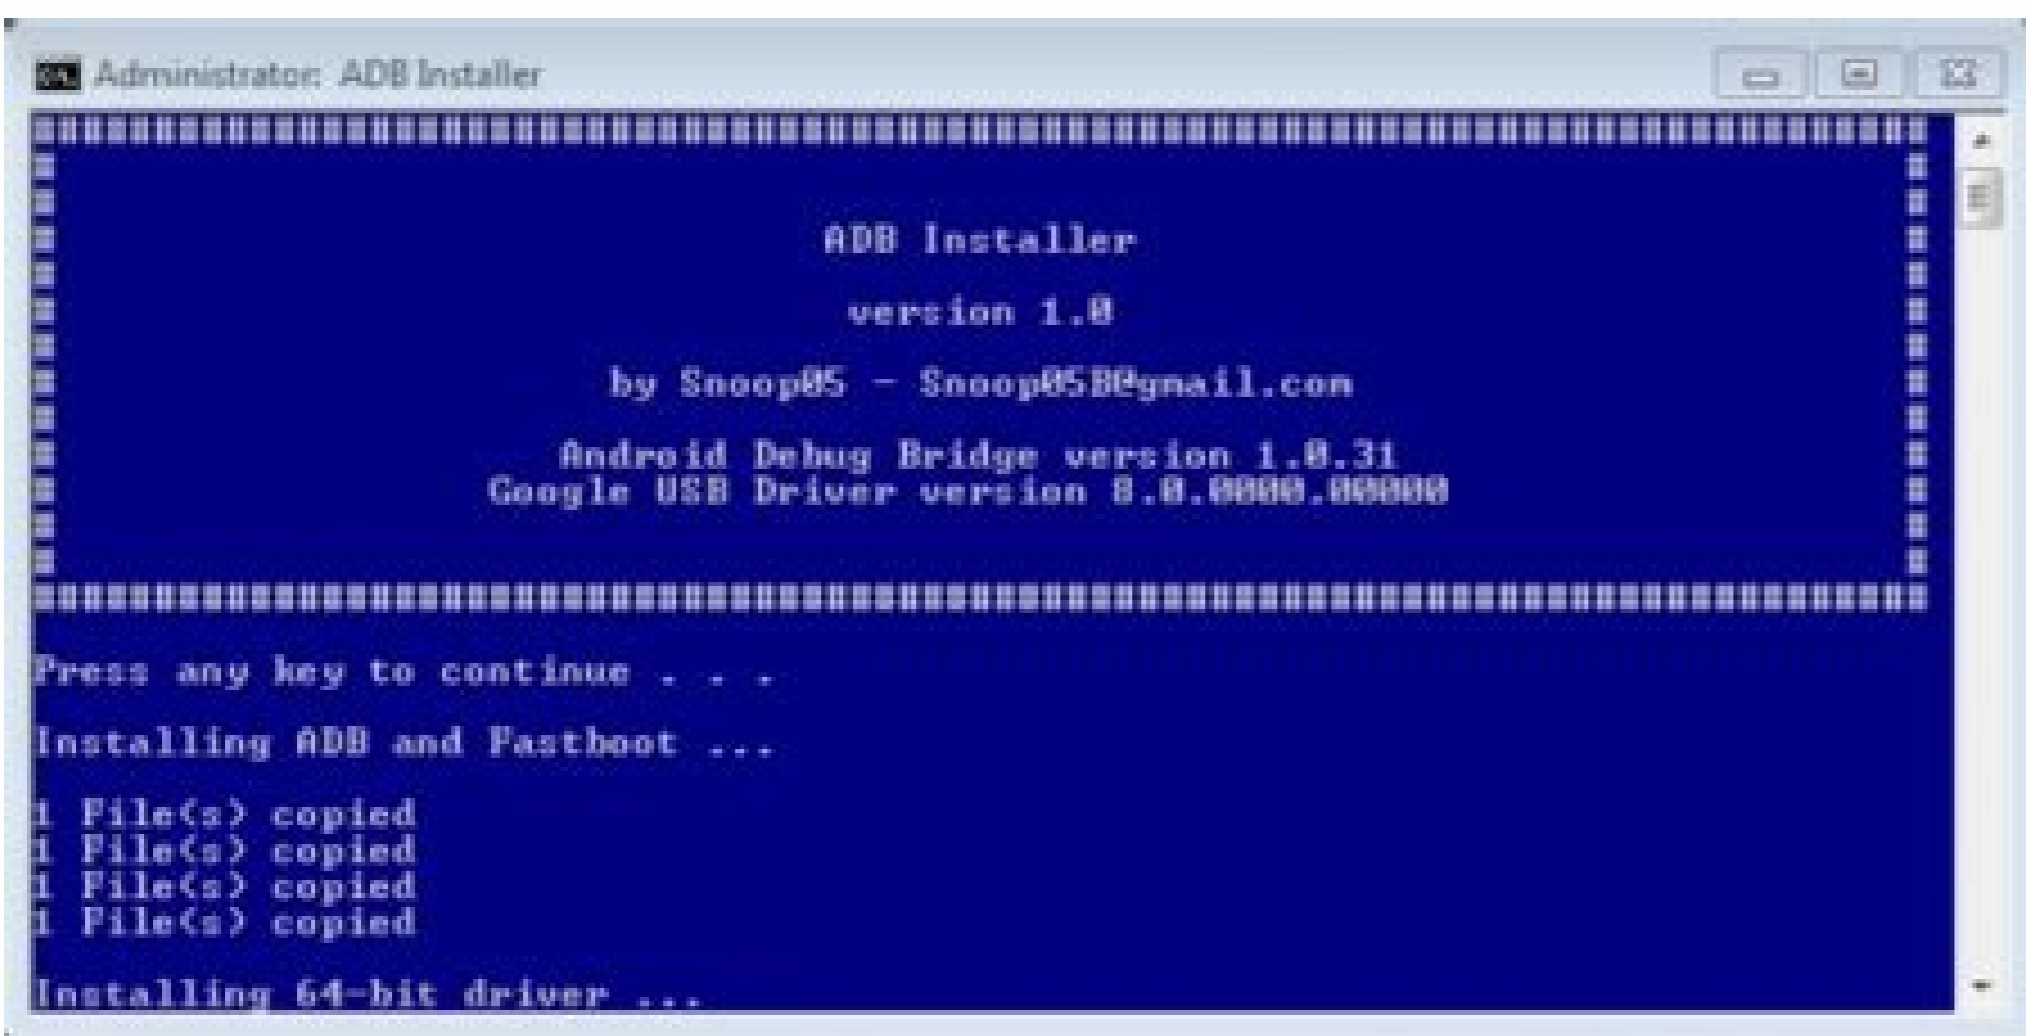 Administrator: ADB Installer
ADB Installer
version 1.0
by Snoop05 - Snoop05B@gmail.com
Android Debug Bridge version 1.0.31
Google USB Driver version 8.0.0000.00000
Press any key to continue . . .
Installing ADB and Fastboot ...
1 File(s) copied
1 File(s) copied
1 File(s) copied
1 File(s) copied
Installing 64-bit driver ...